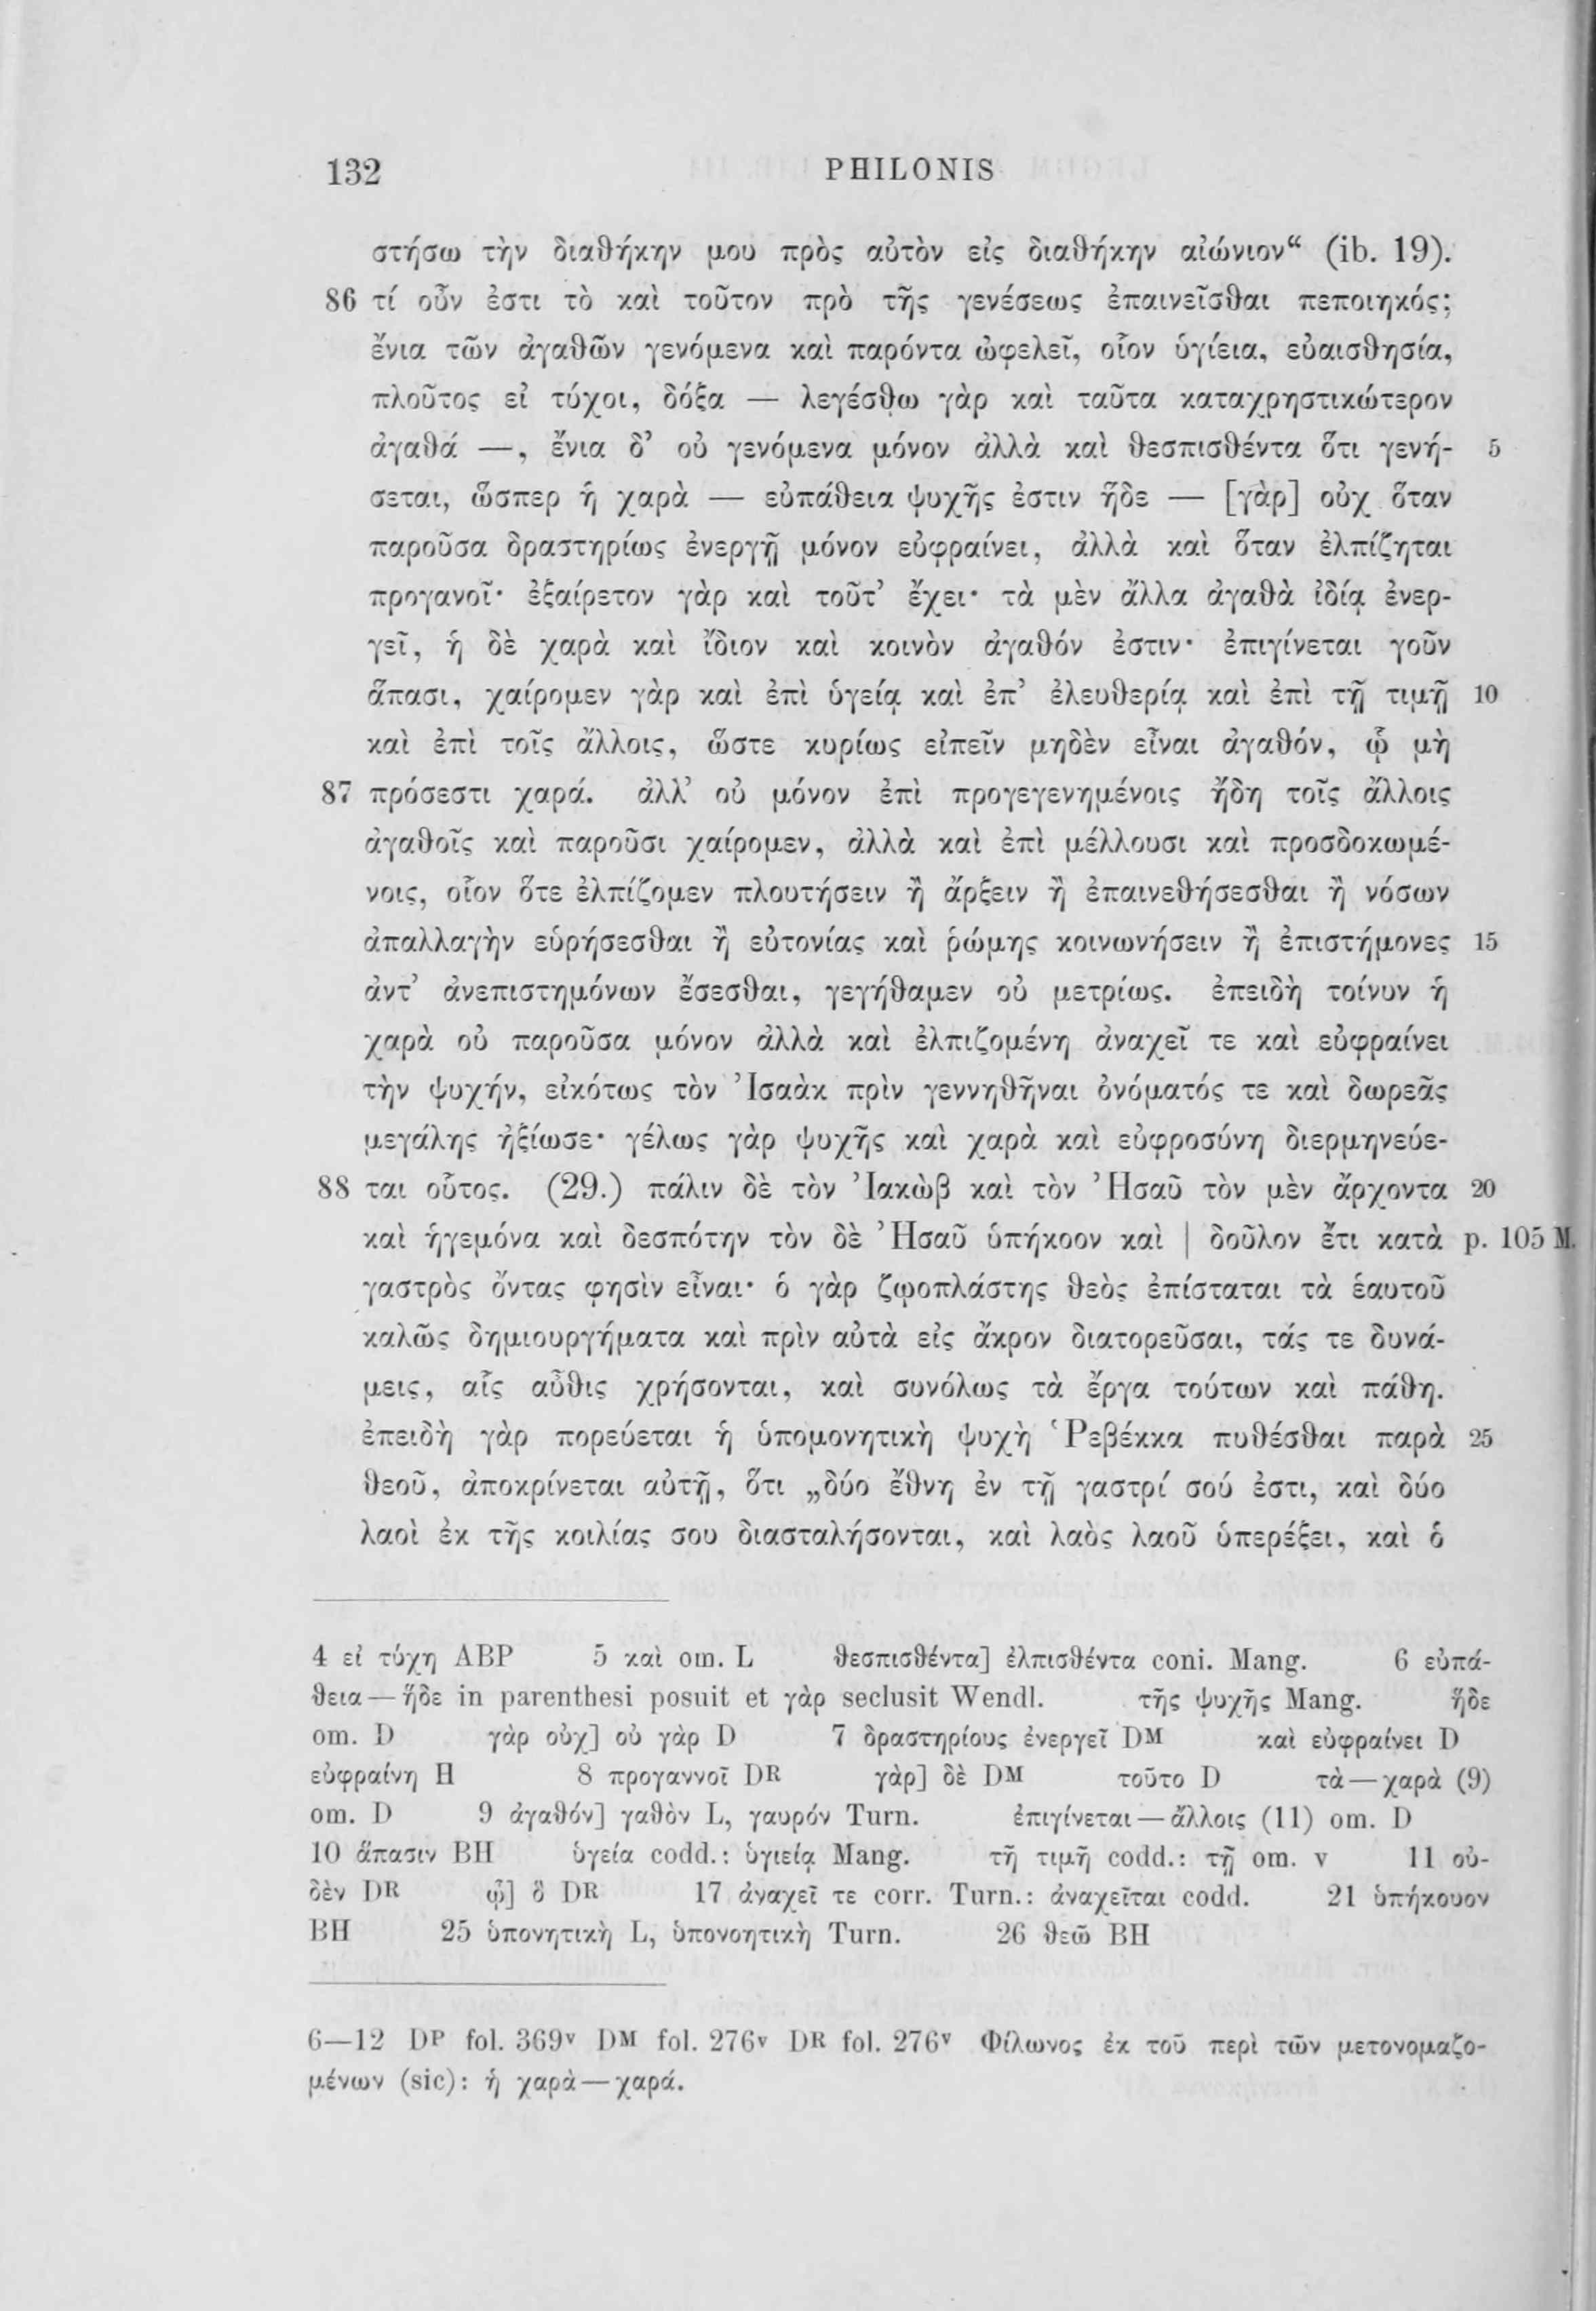 132 PHILONIS
στήσω τὴν διαθήκην μου πρὸς αὐτὸν εἰς διαθήκην αἰώνιον“ (ib. 19).
86 τί οὖν ἐστι τὸ καὶ τοῦτον πρὸ τῆς γενέσεως ἐπαινεῖσθαι πεποιηκός;
ἔνια τῶν ἀγαθῶν γενόμενα καὶ παρόντα ὠφελεῖ, οἷον ὑγίεια, εὐαισθησία,
πλοῦτος εἰ τύχοι, δόξα — λεγέσθω γὰρ καὶ ταῦτα καταχρηστικώτερον
ἀγαθά —, ἔνια δ’ οὐ γενόμενα μόνον ἀλλὰ καὶ θεσπισθέντα ὅτι γενή- 5
σεται, ὥσπερ ἡ χαρὰ — εὐπάθεια ψυχῆς ἐστιν ἥδε — [γὰρ] οὐχ ὅταν
παροῦσα δραστηρίως ἐνεργῇ μόνον εὐφραίνει, ἀλλὰ καὶ ὅταν ἐλπίζηται
προγανοῖ· ἐξαίρετον γὰρ καὶ τοῦτ’ ἔχει· τὰ μὲν ἄλλα ἀγαθὰ ἰδίᾳ ἐνερ-
γεῖ, ἡ δὲ χαρὰ καὶ ἴδιον καὶ κοινὸν ἀγαθόν ἐστιν· ἐπιγίνεται γοῦν
ἅπασι, χαίρομεν γὰρ καὶ ἐπὶ ὑγείᾳ καὶ ἐπ’ ἐλευθερίᾳ καὶ ἐπὶ τῇ τιμῇ 10
καὶ ἐπὶ τοῖς ἄλλοις, ὥστε κυρίως εἰπεῖν μηδὲν εἶναι ἀγαθόν, ᾧ μὴ
87 πρόσεστι χαρά. ἀλλ’ οὐ μόνον ἐπὶ προγεγενημένοις ἤδη τοῖς ἄλλοις
ἀγαθοῖς καὶ παροῦσι χαίρομεν, ἀλλὰ καὶ ἐπὶ μέλλουσι καὶ προσδοκωμέ-
νοις, οἷον ὅτε ἐλπίζομεν πλουτήσειν ἢ ἄρξειν ἢ ἐπαινεθήσεσθαι ἢ νόσων
ἀπαλλαγὴν εὑρήσεσθαι ἢ εὐτονίας καὶ ῥώμης κοινωνήσειν ἢ ἐπιστήμονες 15
ἀντ’ ἀνεπιστημόνων ἔσεσθαι, γεγήθαμεν οὐ μετρίως. ἐπειδὴ τοίνυν ἡ
χαρὰ οὐ παροῦσα μόνον ἀλλὰ καὶ ἐλπιζομένη ἀναχεῖ τε καὶ εὐφραίνει
τὴν ψυχήν, εἰκότως τὸν Ἰσαὰκ πρὶν γεννηθῆναι ὀνόματός τε καὶ δωρεᾶς
μεγάλης ἠξίωσε· γέλως γὰρ ψυχῆς καὶ χαρὰ καὶ εὐφροσύνη διερμηνεύε-
88 ται οὗτος. (29.) πάλιν δὲ τὸν Ἰακὼβ καὶ τὸν Ἠσαῦ τὸν μὲν ἄρχοντα 20
καὶ ἡγεμόνα καὶ δεσπότην τὸν δὲ Ἠσαῦ ὑπήκοον καὶ | δοῦλον ἔτι κατὰ p. 105 M.
γαστρὸς ὄντας φησὶν εἶναι· ὁ γὰρ ζῳοπλάστης θεὸς ἐπίσταται τὰ ἑαυτοῦ
καλῶς δημιουργήματα καὶ πρὶν αὐτὰ εἰς ἄκρον διατορεῦσαι, τάς τε δυνά-
μεις, αἷς αὖθις χρήσονται, καὶ συνόλως τὰ ἔργα τούτων καὶ πάθη.
ἐπειδὴ γὰρ πορεύεται ἡ ὑπομονητικὴ ψυχὴ Ῥεβέκκα πυθέσθαι παρὰ 25
θεοῦ, ἀποκρίνεται αὐτῇ, ὅτι „δύο ἔθνη ἐν τῇ γαστρί σού ἐστι, καὶ δύο
λαοὶ ἐκ τῆς κοιλίας σου διασταλήσονται, καὶ λαὸς λαοῦ ὑπερέξει, καὶ ὁ
4 εἰ τύχῃ ABP 5 καὶ om. L θεσπισθέντα] ἐλπισθέντα coni. Mang. 6 εὐπά-
θεια — ἥδε in parenthesi posuit et γὰρ seclusit Wendl. τῆς ψυχῆς Mang. ἥδε
om. D γὰρ οὐχ] οὐ γὰρ D 7 δραστηρίους ἐνεργεῖ DM καὶ εὐφραίνει D
εὐφραίνῃ H 8 προγαννοῖ DR γὰρ] δὲ DM τοῦτο D τὰ — χαρὰ (9)
om. D 9 ἀγαθόν] γαθὸν L, γαυρόν Turn. ἐπιγίνεται — ἄλλοις (11) om. D
10 ἅπασιν BH ὑγεία codd.: ὑγιείᾳ Mang. τῆ τιμῆ codd.: τῇ om. v 11 οὐ-
δὲν DR ᾧ] ὃ DR 17 ἀναχεῖ τε corr. Turn.: ἀναχεῖται codd. 21 ὑπήκουον
BH 25 ὑπονητικὴ L, ὑπονοητικὴ Turn. 26 θεῶ BH
6—12 DP fol. 369v DM fol. 276v DR fol. 276v Φίλωνος ἐκ τοῦ περὶ τῶν μετονομαζο-
μένων (sic): ἡ χαρὰ — χαρά.